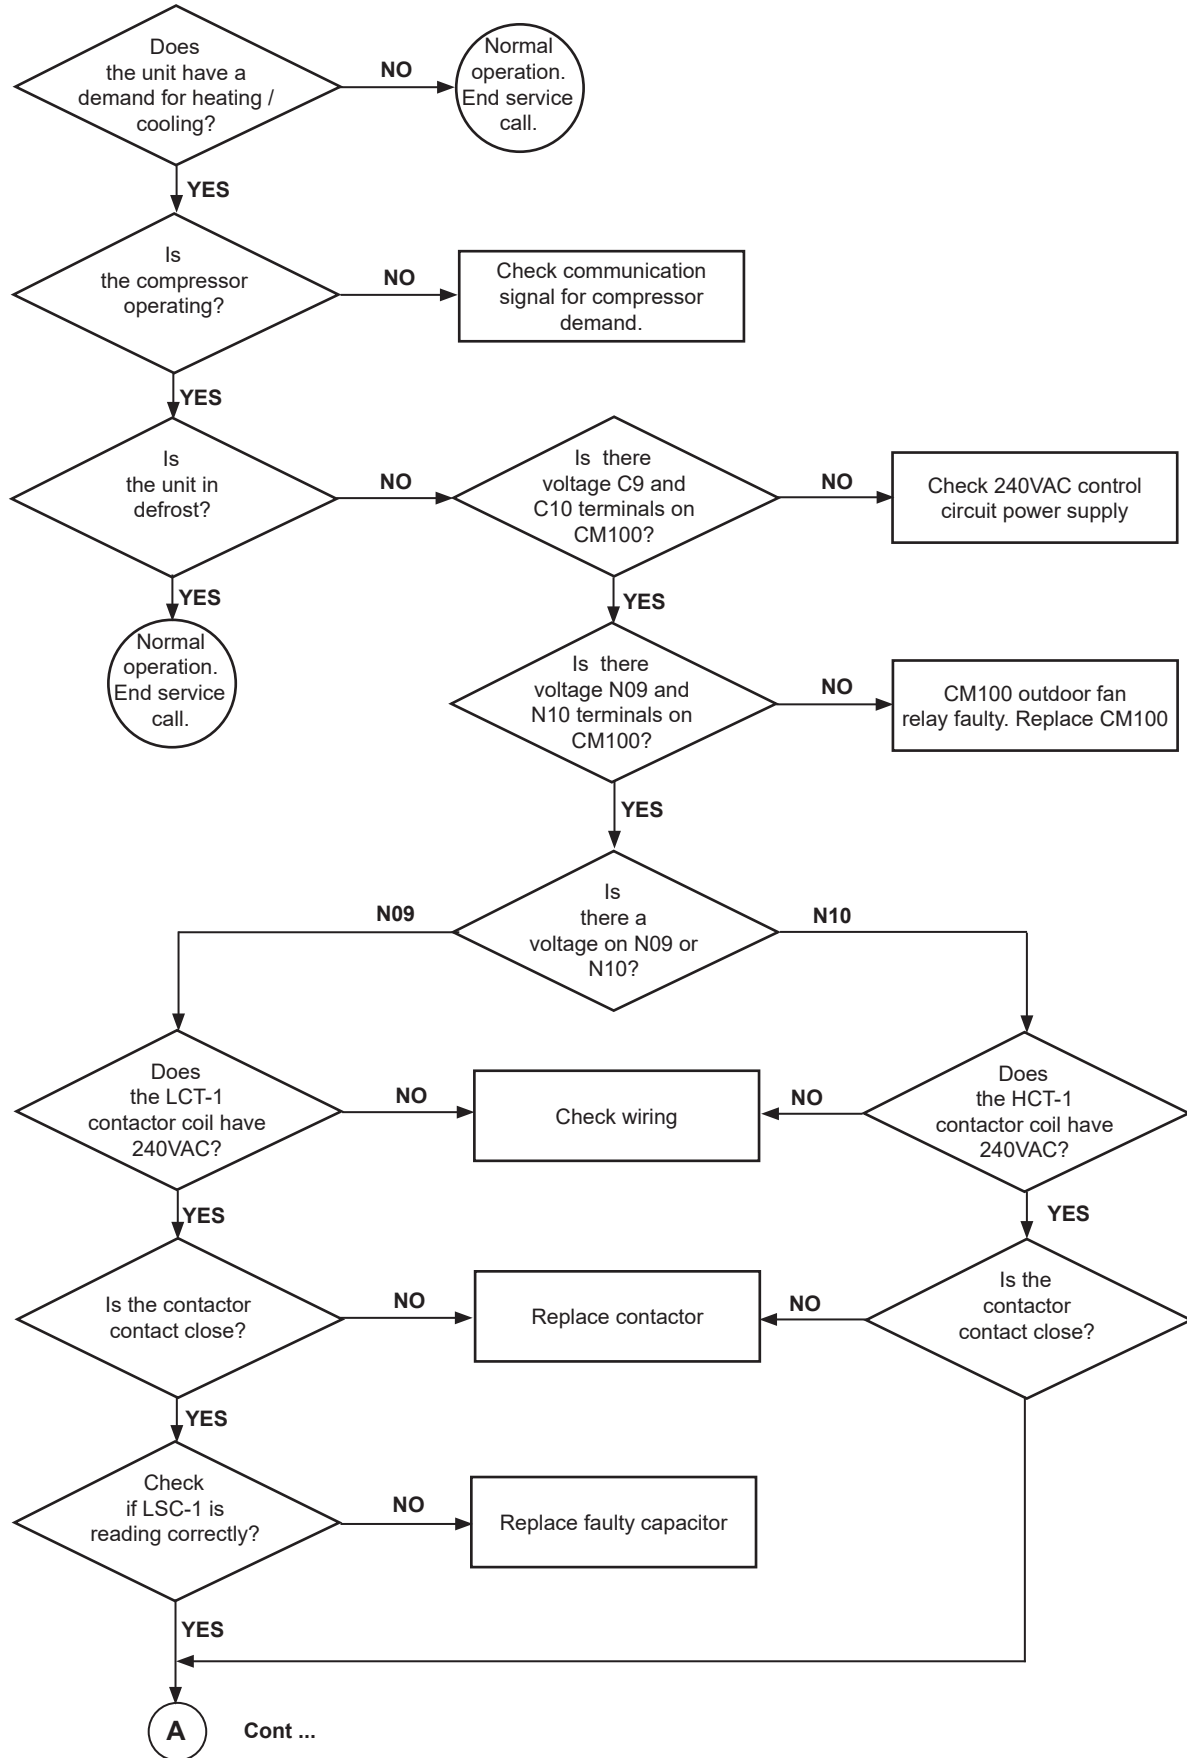 Does
the unit have a
demand for heating /
cooling?
NO
Normal
operation.
End service
call.
YES
Is
the compressor
operating?
NO
Check communication
signal for compressor
demand.
YES
Is
the unit in
defrost?
NO
Is there
voltage C9 and
C10 terminals on
CM100?
NO
Check 240VAC control
circuit power supply
YES
Normal
operation.
End service
call.
YES
Is there
voltage N09 and
N10 terminals on
CM100?
NO
CM100 outdoor fan
relay faulty. Replace CM100
YES
Is
there a
voltage on N09 or
N10?
N09
N10
Does
the LCT-1
contactor coil have
240VAC?
NO
Check wiring
NO
Does
the HCT-1
contactor coil have
240VAC?
YES
YES
Is the contactor
contact close?
NO
Replace contactor
NO
Is the
contactor
contact close?
YES
Check
if LSC-1 is
reading correctly?
NO
Replace faulty capacitor
YES
A
Cont ...